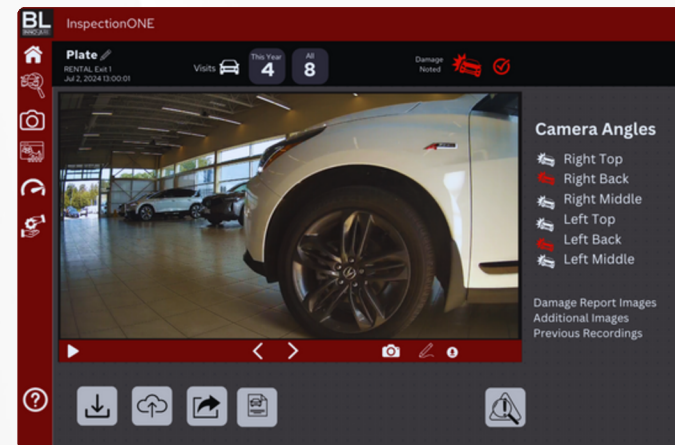 BL
InspectionONE
Plate
RENTAL Exit 1
Jul 2, 2024 13:00:01
Visits
This Year
4
All
8
Damage
Noted
Camera Angles
Right Top
Right Back
Right Middle
Left Top
Left Back
Left Middle
Damage Report Images
Additional Images
Previous Recordings